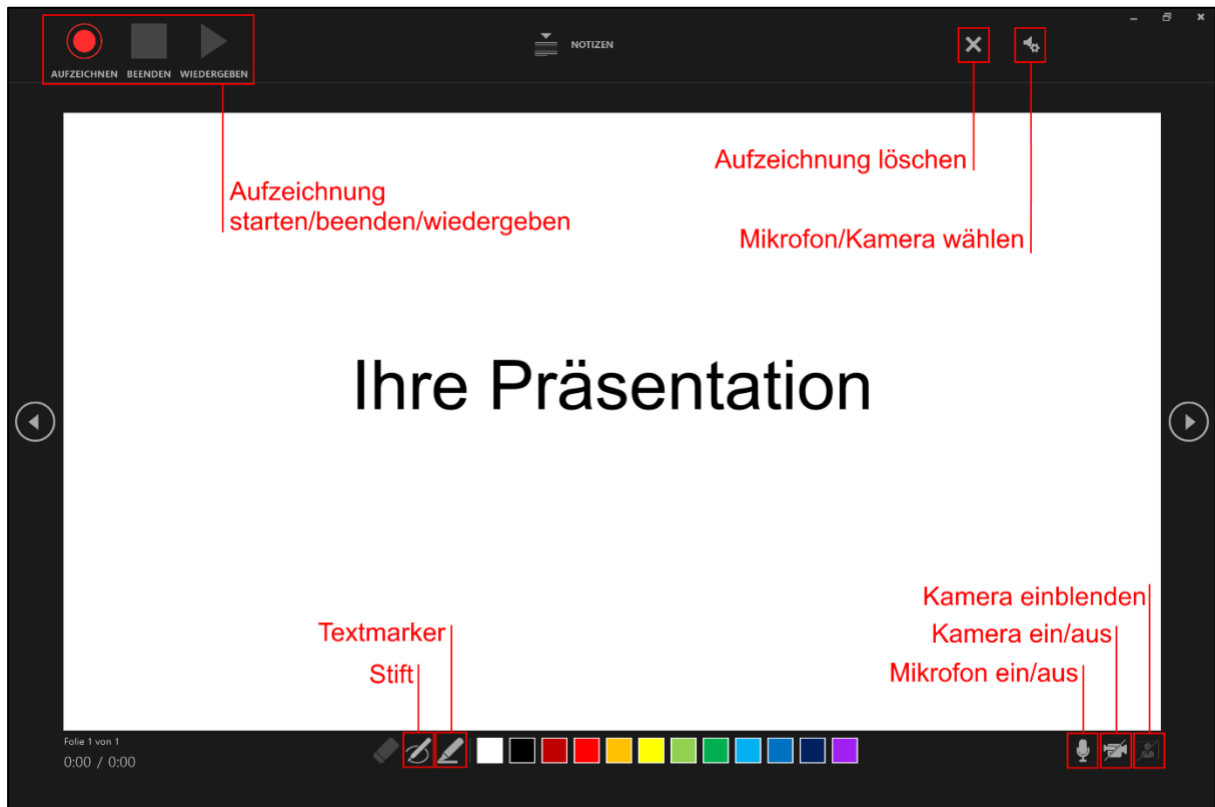 AUFZEICHNEN BEENDEN WIEDERGEBEN
NOTIZEN
Aufzeichnung löschen
Aufzeichnung
starten/beenden/wiedergeben
Mikrofon/Kamera wählen
Ihre Präsentation
Kamera einblenden
Textmarker
Kamera ein/aus
Stift
Mikrofon ein/aus
Folie 1 von 1
0:00 / 0:00